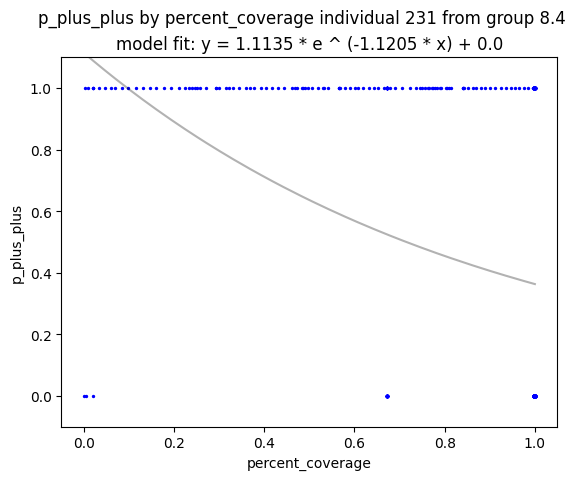 p_plus_plus by percent_coverage individual 231 from group 8.4
model fit: y = 1.1135 * e ^ (-1.1205 * x) + 0.0
1.0
0.8
0.6
0.4
0.2
0.0
p_plus_plus
0.0 0.2 0.4 0.6 0.8 1.0
percent_coverage